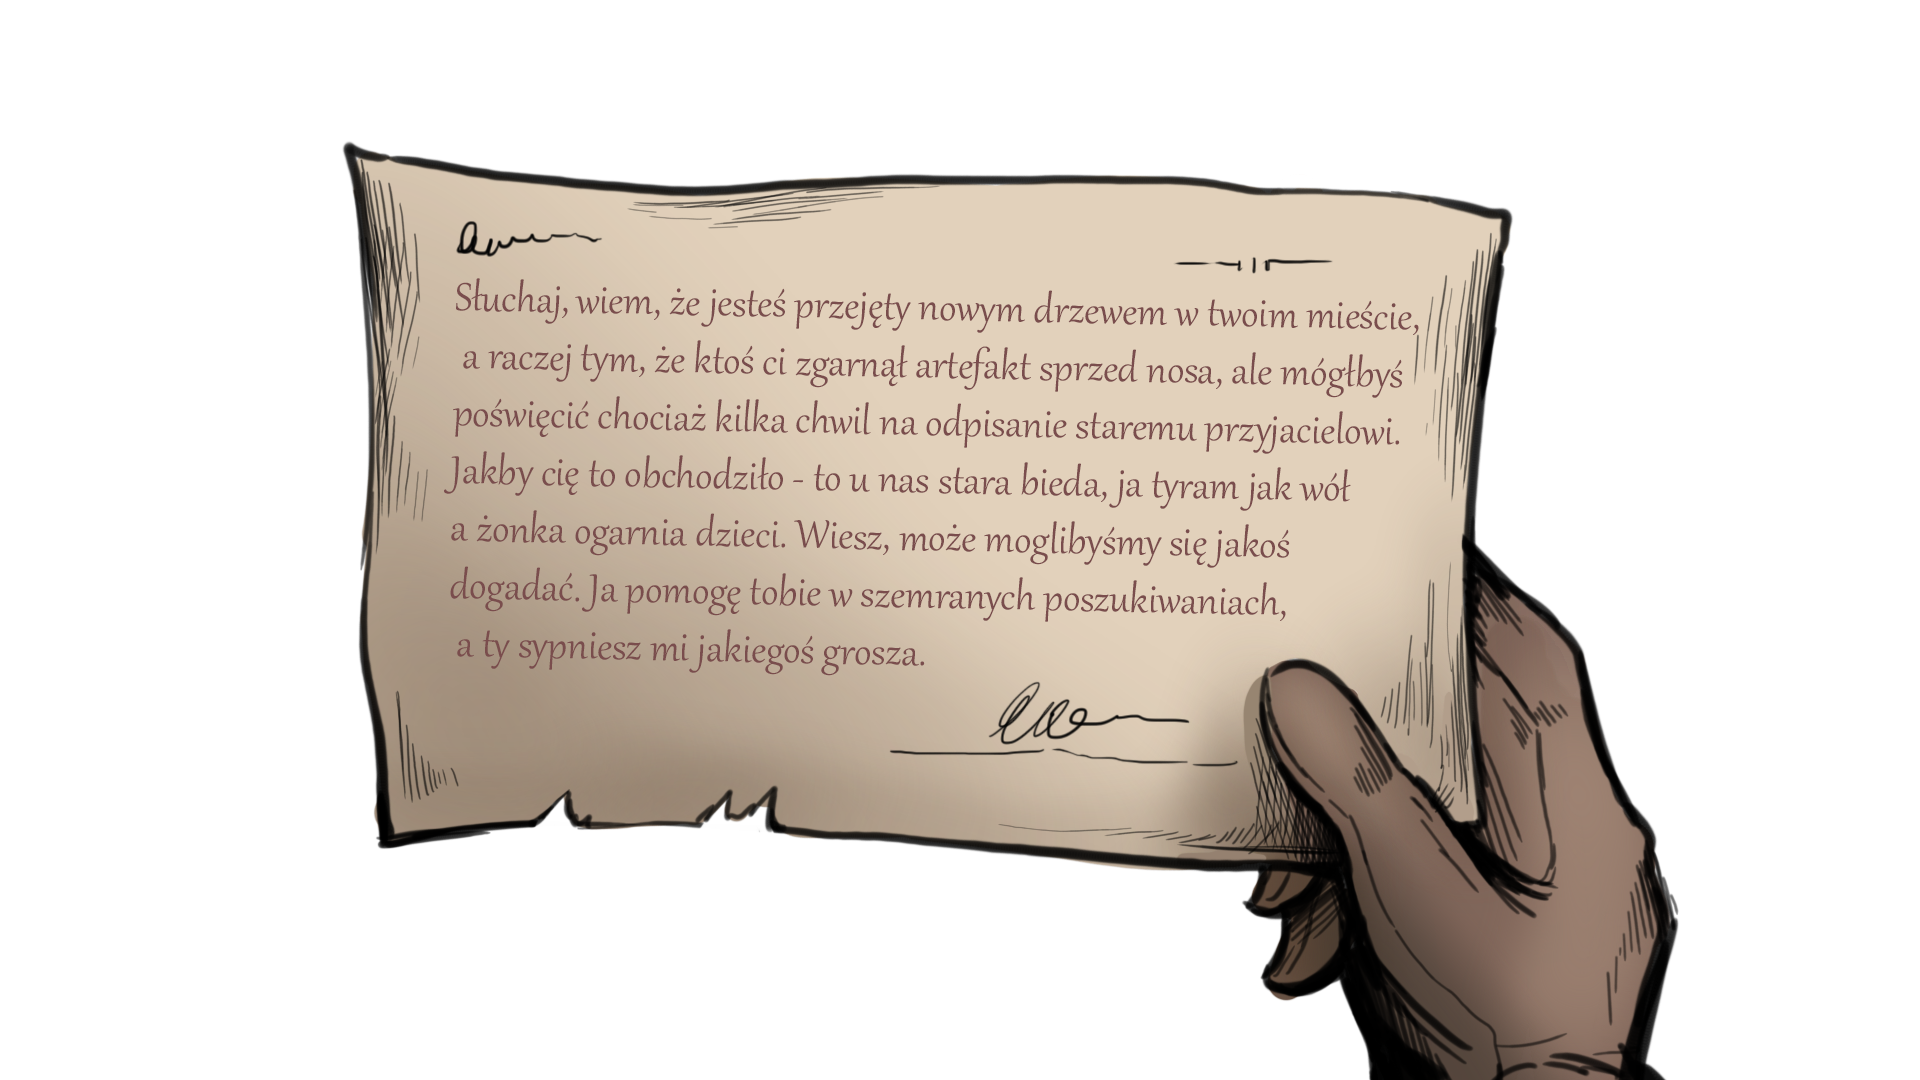 Słuchaj, wiem, że jesteś przejęty nowym drzewem w twoim mieście,
a raczej tym, że ktoś ci zgarnął artefakt sprzed nosa, ale mógłbyś
poświęcić chociaż kilka chwil na odpisanie staremu przyjacielowi.
Jakby cię to obchodziło - to u nas stara bieda, ja tyram jak wół
a żonka ogarnia dzieci. Wiesz, może moglibyśmy się jakoś
dogadać. Ja pomogę tobie w szemranych poszukiwaniach,
a ty sypniesz mi jakiegoś grosza.